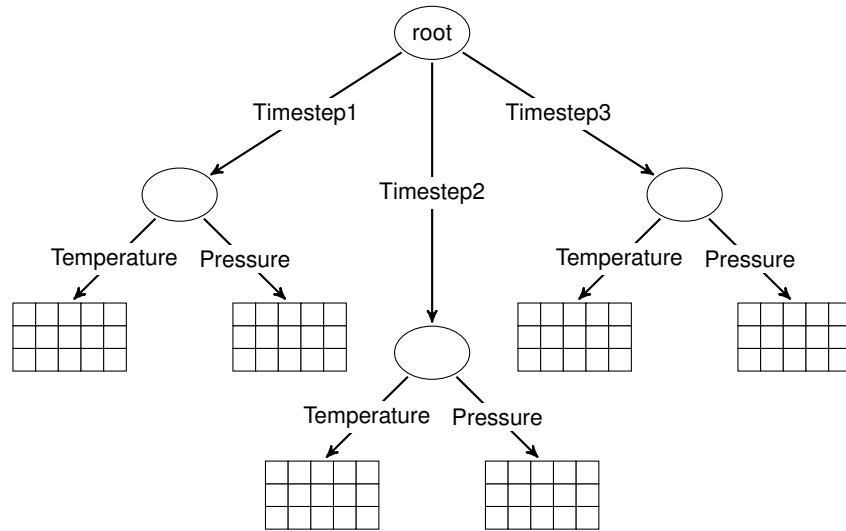 root
Timestep1
Timestep3
Timestep2
Temperature
Pressure
Temperature
Pressure
Temperature
Pressure